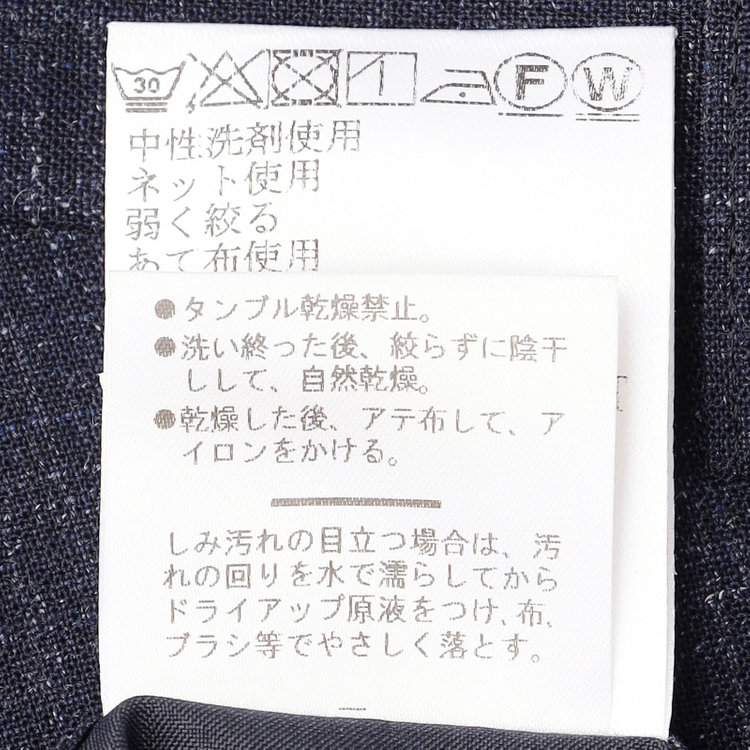 30 F W
中性洗剤使用
ネット使用
弱く絞る
あて布使用
●タンブル乾燥禁止。
●洗い終った後、絞らずに陰干
しして、自然乾燥。
●乾燥した後、アテ布して、ア
イロンをかける。
しみ汚れの目立つ場合は、汚
れの回りを水で濡らしてから
ドライアップ原液をつけ、布、
ブラシ等でやさしく落とす。